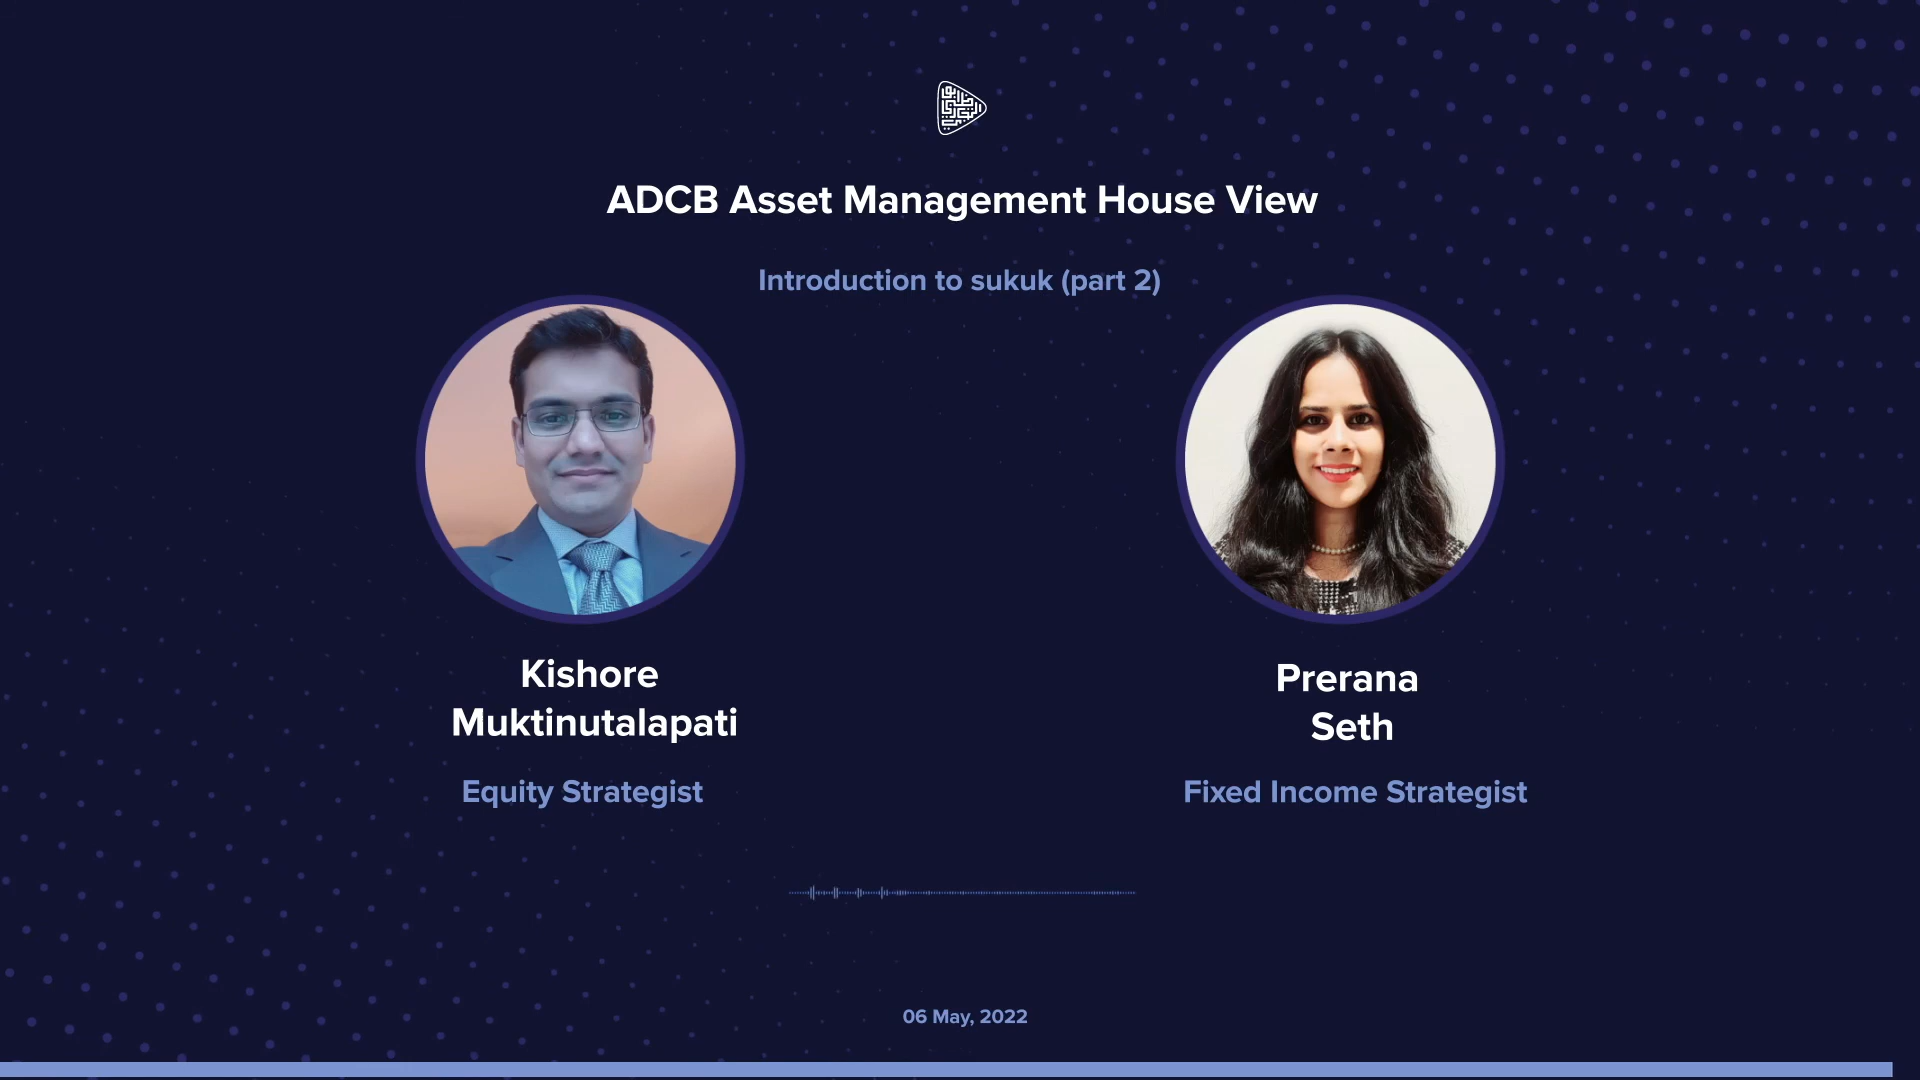 ADCB Asset Management House View
Introduction to sukuk (part 2)
Kishore
Muktinutalapati
Equity Strategist
Prerana
Seth
Fixed Income Strategist
06 May, 2022